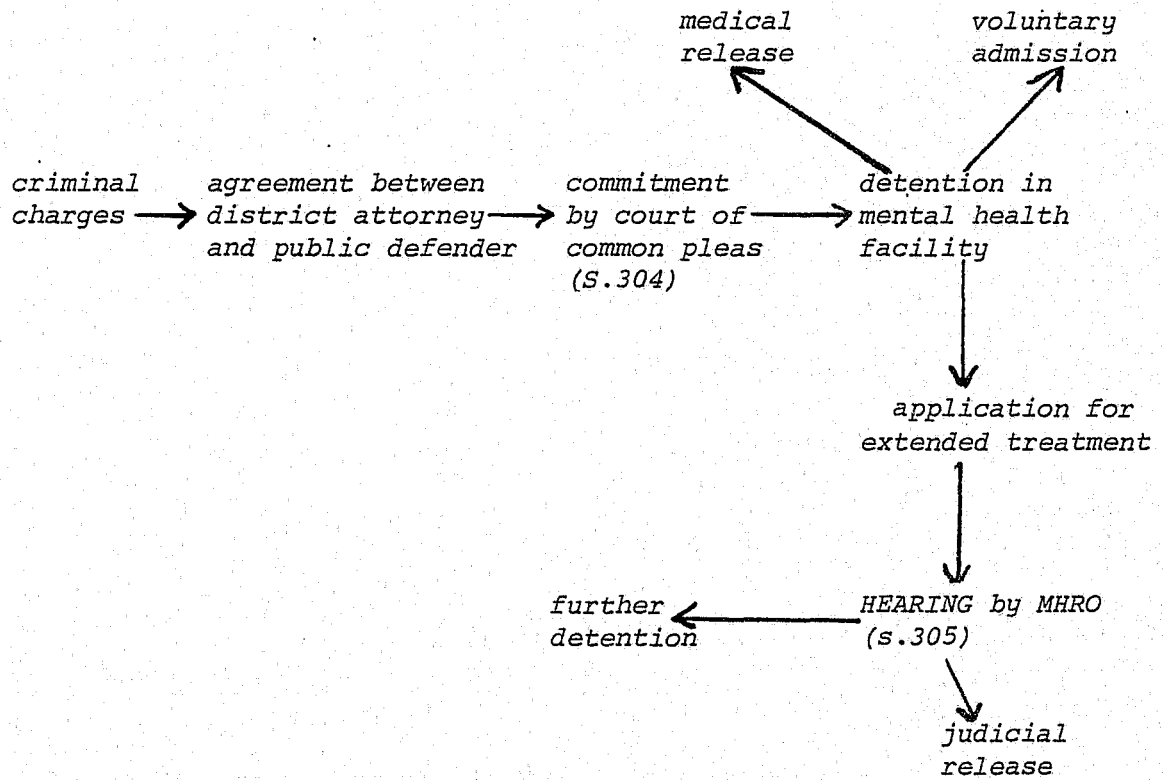 medical
release
voluntary
admission
criminal
charges
agreement between
district attorney
and public defender
commitment
by court of
common pleas
(S.304)
detention in
mental health
facility
application for
extended treatment
further
detention
HEARING by MHRO
(s.305)
judicial
release